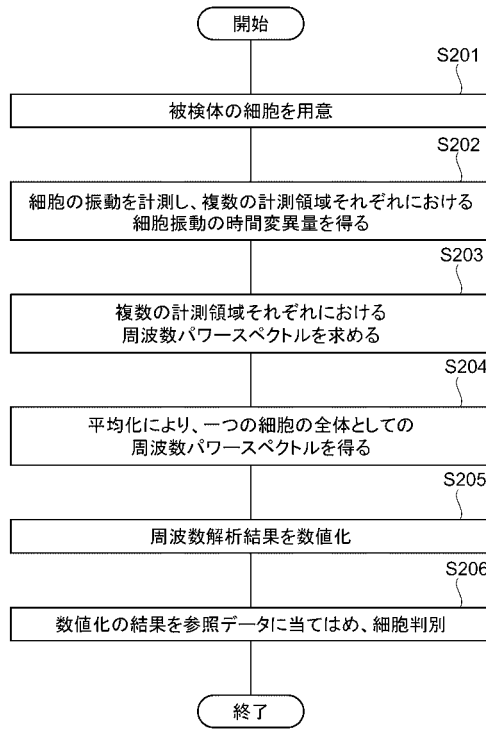 開始
S201
被検体の細胞を用意
S202
細胞の振動を計測し、複数の計測領域それぞれにおける
細胞振動の時間変異量を得る
S203
複数の計測領域それぞれにおける
周波数パワースペクトルを求める
S204
平均化により、一つの細胞の全体としての
周波数パワースペクトルを得る
S205
周波数解析結果を数値化
S206
数値化の結果を参照データに当てはめ、細胞判別
終了